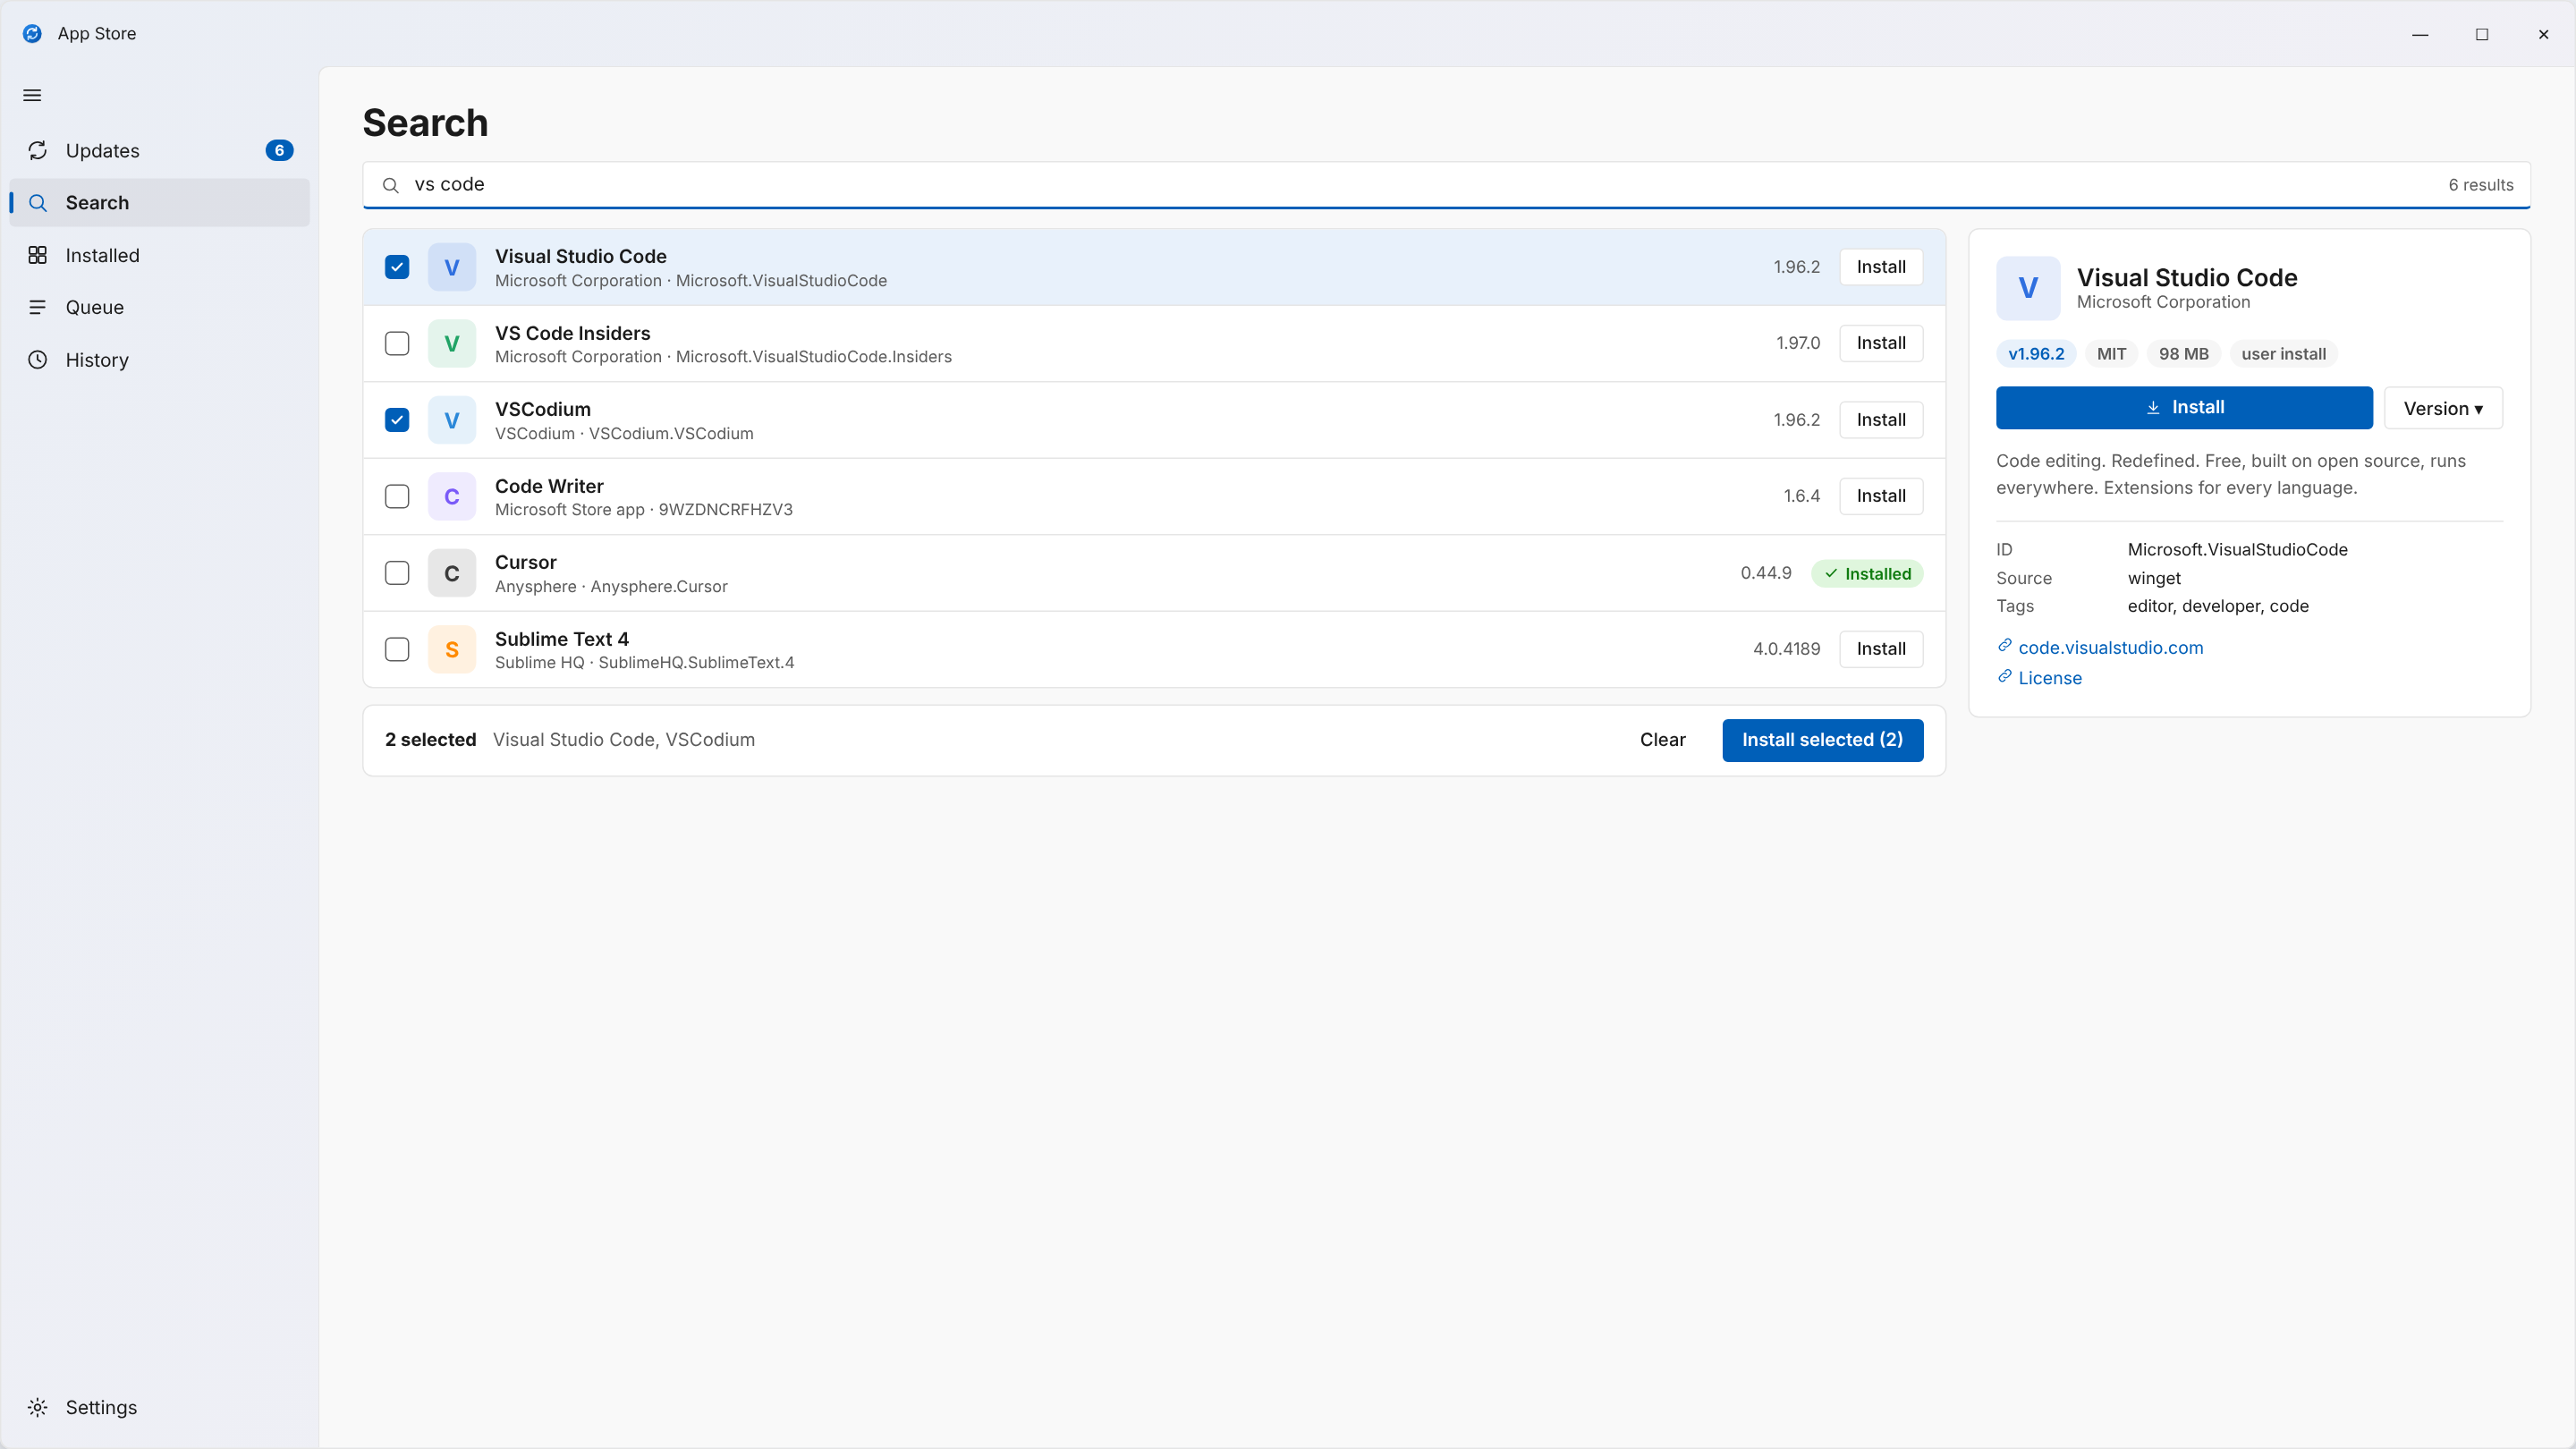 App Store
Updates
6
Search
Installed
Queue
History
Settings
Search
vs code
6 results
V
Visual Studio Code
Microsoft Corporation · Microsoft.VisualStudioCode
1.96.2
Install
V
VS Code Insiders
Microsoft Corporation · Microsoft.VisualStudioCode.Insiders
1.97.0
Install
V
VSCodium
VSCodium · VSCodium.VSCodium
1.96.2
Install
C
Code Writer
Microsoft Store app · 9WZDNCRFHZV3
1.6.4
Install
C
Cursor
Anysphere · Anysphere.Cursor
0.44.9
Installed
S
Sublime Text 4
Sublime HQ · SublimeHQ.SublimeText.4
4.0.4189
Install
2 selected Visual Studio Code, VSCodium
Clear
Install selected (2)
V
Visual Studio Code
Microsoft Corporation
v1.96.2 MIT 98 MB user install
Install
Version ▾
Code editing. Redefined. Free, built on open source, runs
everywhere. Extensions for every language.
ID Microsoft.VisualStudioCode
Source winget
Tags editor, developer, code
code.visualstudio.com
License